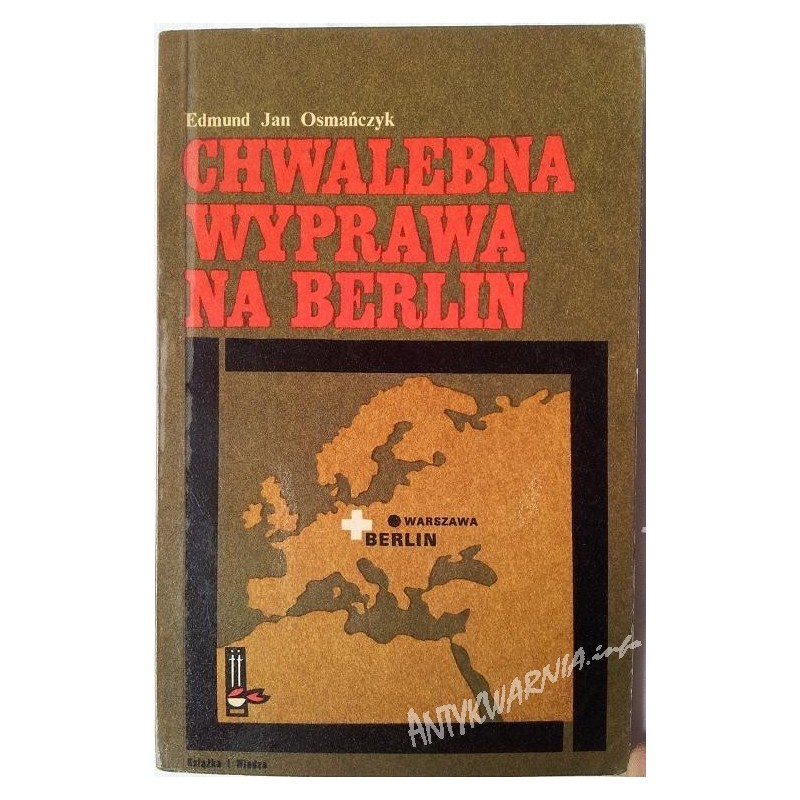 Edmund Jan Osmańczyk
CHWALEBNA
WYPRAWA
NA BERLIN
WARSZAWA
BERLIN
ANTYKWARNIA.info
Książka i Wiedza